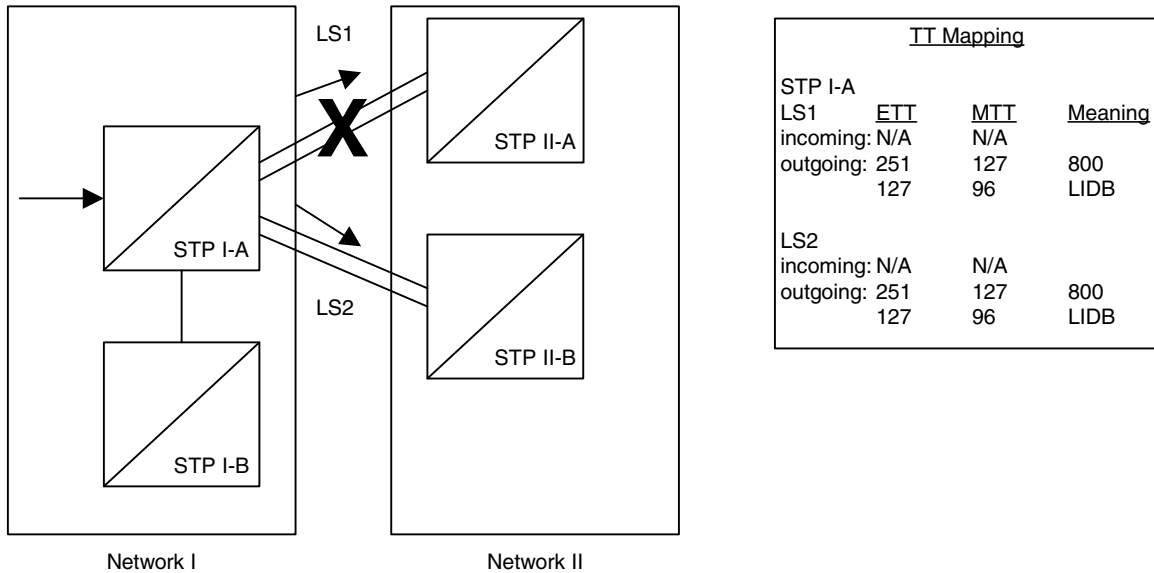 LS1
STP II-A
STP I-A
LS2
STP II-B
STP I-B
Network I
Network II
TT Mapping
STP I-A
LS1 ETT MTT Meaning
incoming: N/A N/A
outgoing: 251 127 800
127 96 LIDB
LS2
incoming: N/A N/A
outgoing: 251 127 800
127 96 LIDB